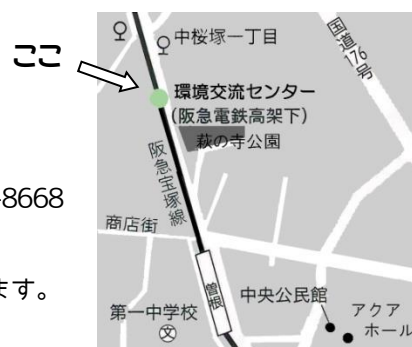 ここ
中桜塚一丁目
国道176号
環境交流センター
(阪急電鉄高架下)
萩の寺公園
阪急宝塚線
8668
商店街
ます。
曽根
中央公民館
第一中学校
文
アクア
ホール